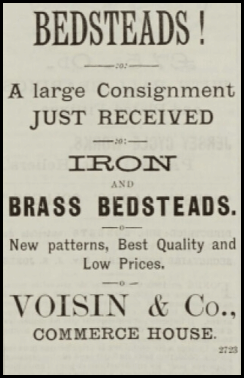 BEDSTEADS!
—:o:—
A large Consignment
JUST RECEIVED
—:o:—
IRON
AND
BRASS BEDSTEADS.
—o—
New patterns, Best Quality and
Low Prices.
—o—
VOISIN & Co.,
COMMERCE HOUSE.
2723